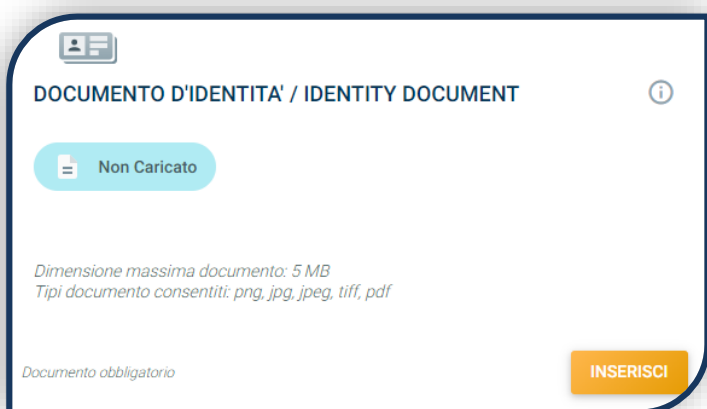 DOCUMENTO D'IDENTITA' / IDENTITY DOCUMENT
Non Caricato
Dimensione massima documento: 5 MB
Tipi documento consentiti: png, jpg, jpeg, tiff, pdf
Documento obbligatorio
INSERISCI